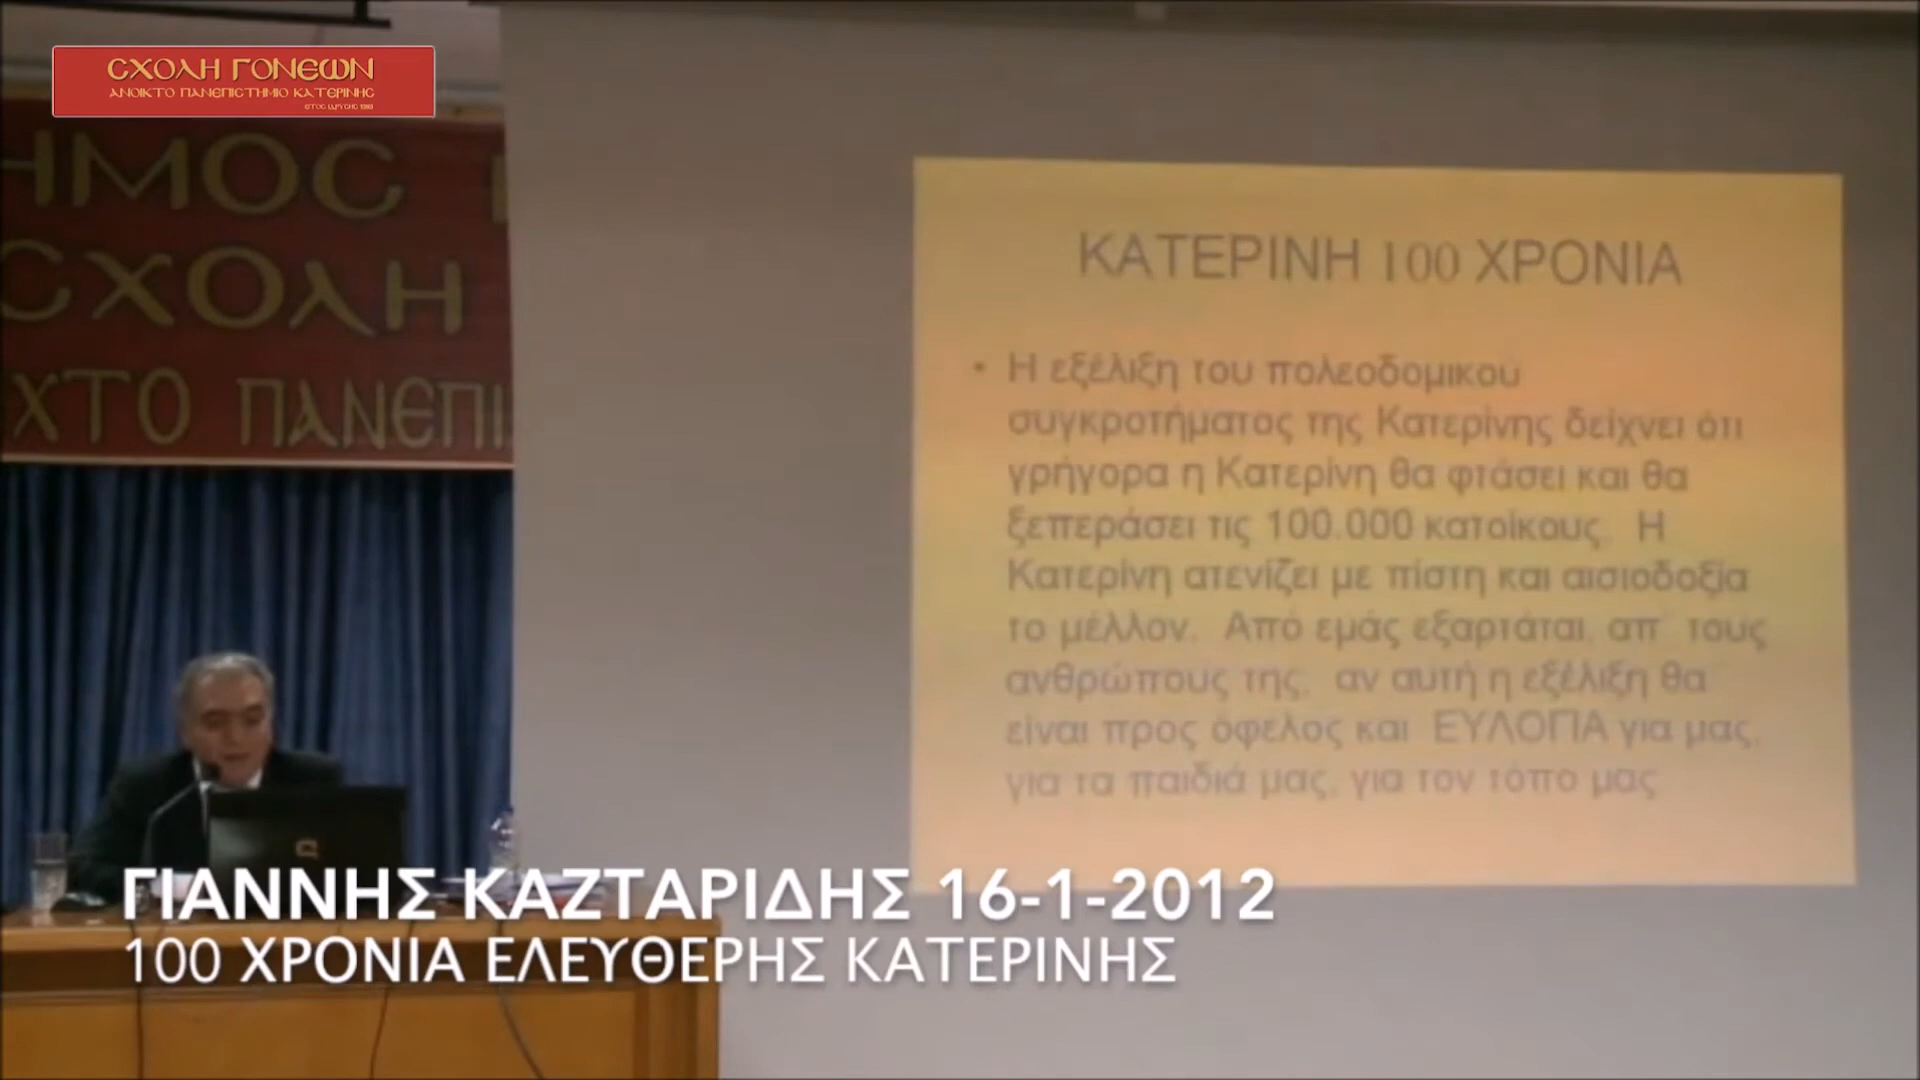 ΣΧΟΛΗ ΓΟΝΕΩΝ
ΑΝΟΙΚΤΟ ΠΑΝΕΠΙΣΤΗΜΙΟ ΚΑΤΕΡΙΝΗΣ
ΗΜΟΣ
ΣΧΟΛΗ
ΧΤΟ ΠΑΝΕΠΙ
ΚΑΤΕΡΙΝΗ 100 ΧΡΟΝΙΑ
• Η εξέλιξη του πολεοδομικού
συγκροτήματος της Κατερίνης δείχνει ότι
γρήγορα η Κατερίνη θα φτάσει και θα
ξεπεράσει τις 100.000 κατοίκους. Η
Κατερίνη ατενίζει με πίστη και αισιοδοξία
το μέλλον. Από εμάς εξαρτάται, απ' τους
ανθρώπους της, αν αυτή η εξέλιξη θα
είναι προς όφελος και ΕΥΛΟΓΙΑ για μας,
για τα παιδιά μας, για τον τόπο μας
ΓΙΑΝΝΗΣ ΚΑΖΤΑΡΙΔΗΣ 16-1-2012
100 ΧΡΟΝΙΑ ΕΛΕΥΘΕΡΗΣ ΚΑΤΕΡΙΝΗΣ